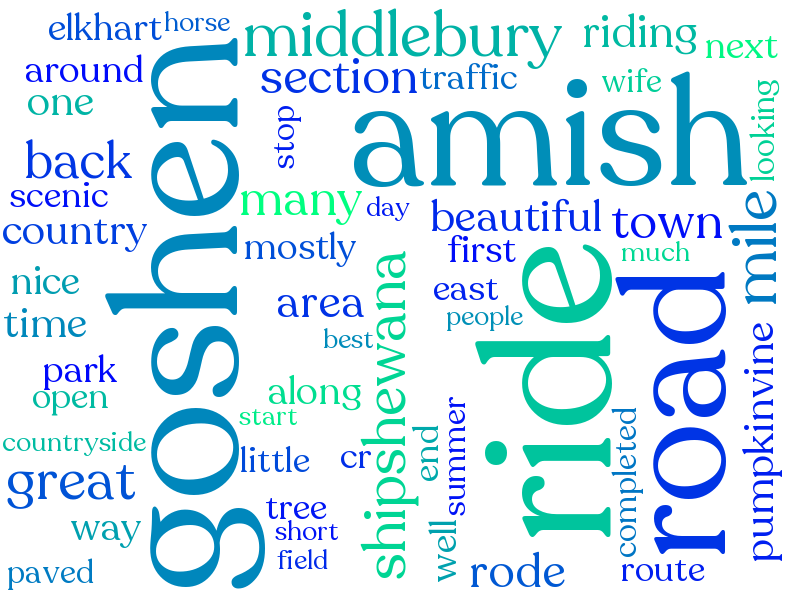 elkhart
horse
middlebury
riding
next
around
section
traffic
wife
one
goshen
stop
amish
looking
back
scenic
many
day
beautiful
town
mile
country
mostly
first
much
nice
area
east
ride
road
time
best
people
shipshewana
park
open
along
start
pumpkinvine
countryside
little
cr
end
summer
completed
great
tree
way
short
well
field
paved
rode
route